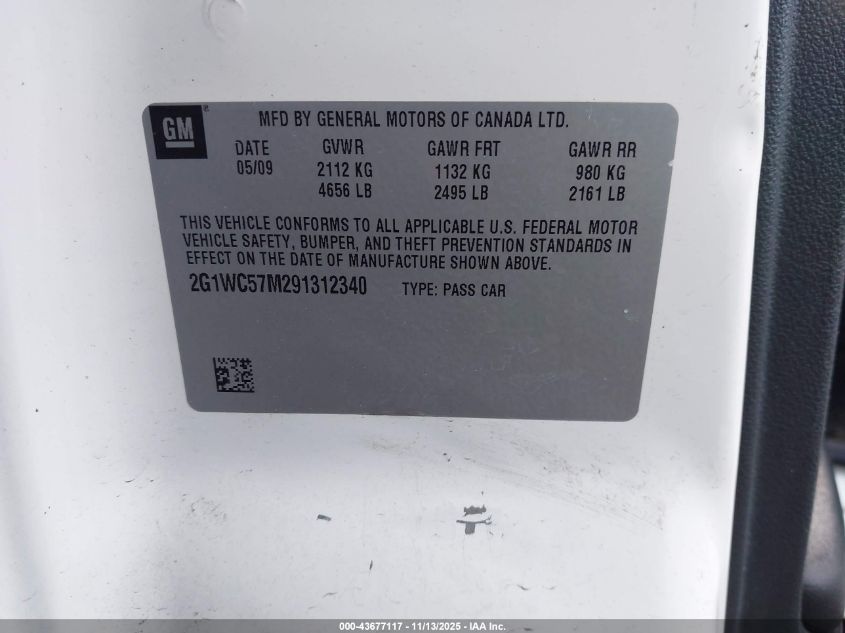 GM
MFD BY GENERAL MOTORS OF CANADA LTD.
DATE GVWR GAWR FRT GAWR RR
05/09 2112 KG 1132 KG 980 KG
4656 LB 2495 LB 2161 LB
THIS VEHICLE CONFORMS TO ALL APPLICABLE U.S. FEDERAL MOTOR
VEHICLE SAFETY, BUMPER, AND THEFT PREVENTION STANDARDS IN
EFFECT ON THE DATE OF MANUFACTURE SHOWN ABOVE.
2G1WC57M291312340 TYPE: PASS CAR
000-43677117 - 11/13/2025 - IAA Inc.